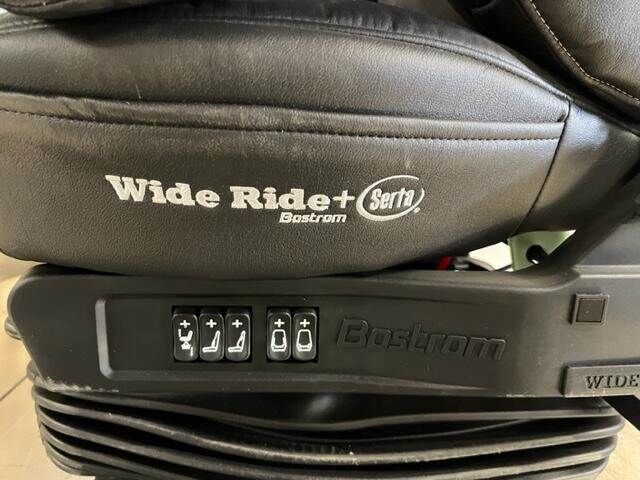 Wide Ride+ Serta®
Bostrom
+ + + + +
Bostrom
WIDE